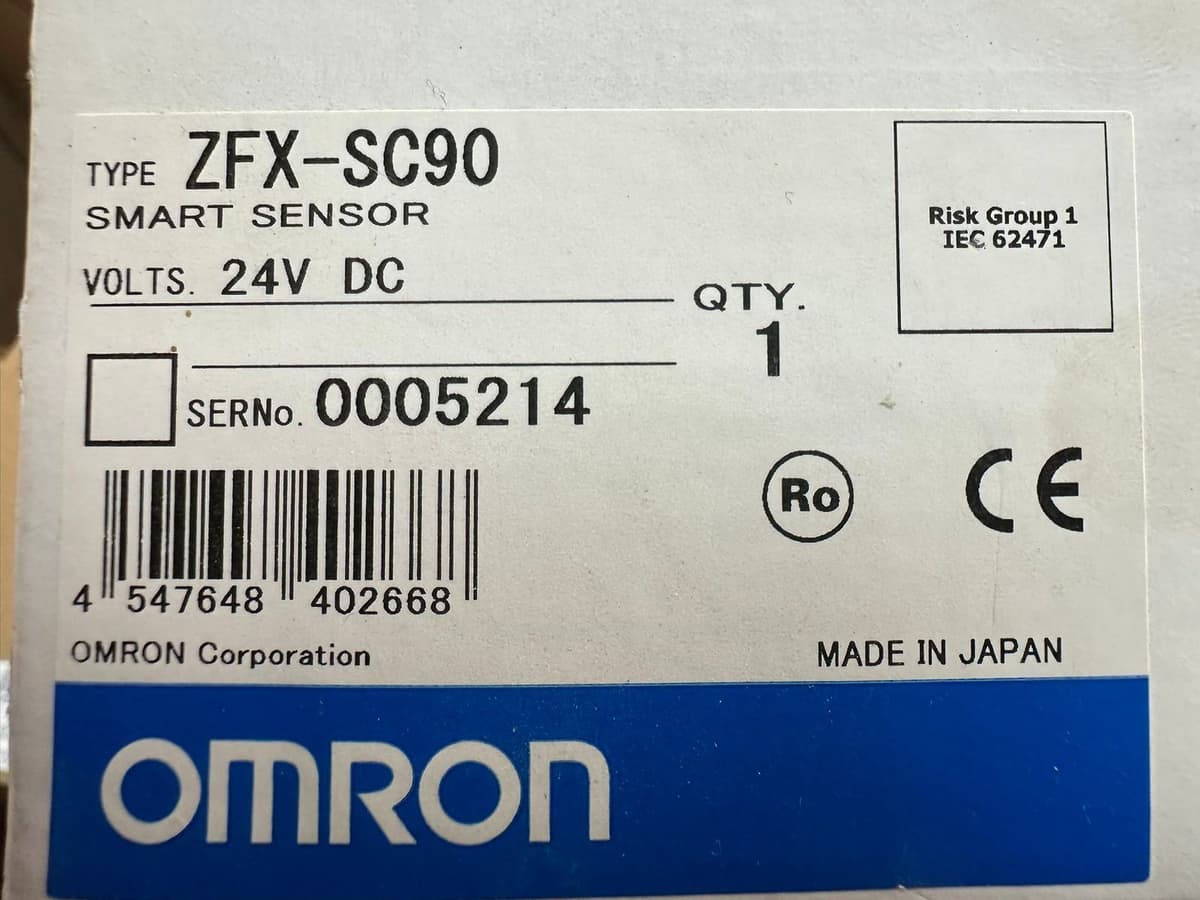 TYPE ZFX-SC90
SMART SENSOR
VOLTS. 24V DC
QTY.
1
SERNo. 0005214
Risk Group 1
IEC 62471
Ro
CE
4 547648 402668
OMRON Corporation
MADE IN JAPAN
OMRON